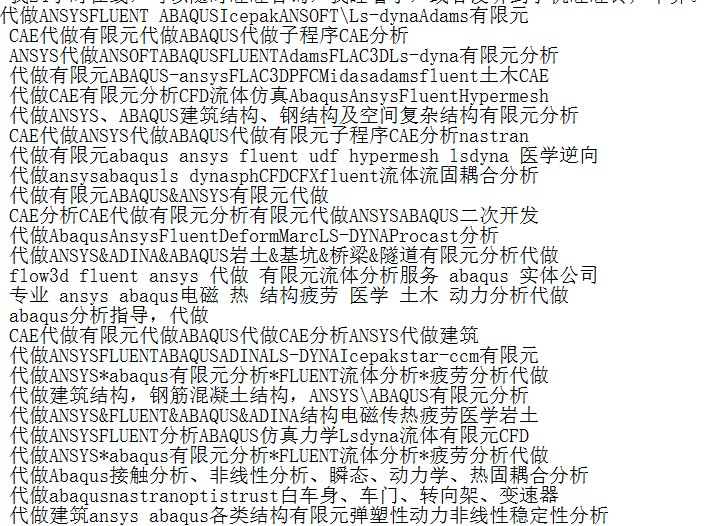 代做ANSYSFLUENT ABAQUSIcepakANSOFT\Ls-dynaAdams有限元
CAE代做有限元代做ABAQUS代做子程序CAE分析
ANSYS代做ANSOFTABAQUSFLUENTAdamsFLAC3DLs-dyna有限元分析
代做有限元ABAQUS-ansysFLAC3DPFCMidasadamsfluent土木CAE
代做CAE有限元分析CFD流体仿真AbaqusAnsysFluentHypermesh
代做ANSYS、ABAQUS建筑结构、钢结构及空间复杂结构有限元分析
CAE代做ANSYS代做ABAQUS代做有限元子程序CAE分析nastran
代做有限元abaqus ansys fluent udf hypermesh lsdyna 医学逆向
代做ansysabaqusls dynasphCFDCFXfluent流体流固耦合分析
代做有限元ABAQUS&ANSYS有限元代做
CAE分析CAE代做有限元分析有限元代做ANSYSABAQUS二次开发
代做AbaqusAnsysFluentDeformMarcLS-DYNAProcast分析
代做ANSYS&ADINA&ABAQUS岩土&基坑&桥梁&隧道有限元分析代做
flow3d fluent ansys 代做 有限元流体分析服务 abaqus 实体公司
专业 ansys abaqus电磁 热 结构疲劳 医学 土木 动力分析代做
abaqus分析指导，代做
CAE代做有限元代做ABAQUS代做CAE分析ANSYS代做建筑
代做ANSYSFLUENTABAQUSADINALS-DYNAIcepakstar-ccm有限元
代做ANSYS*abaqus有限元分析*FLUENT流体分析*疲劳分析代做
代做建筑结构，钢筋混凝土结构，ANSYS\ABAQUS有限元分析
代做ANSYS&FLUENT&ABAQUS&ADINA结构电磁传热疲劳医学岩土
代做ANSYSFLUENT分析ABAQUS仿真力学Lsdyna流体有限元CFD
代做ANSYS*abaqus有限元分析*FLUENT流体分析*疲劳分析代做
代做Abaqus接触分析、非线性分析、瞬态、动力学、热固耦合分析
代做abaqusnastranoptistrust白车身、车门、转向架、变速器
代做建筑ansys abaqus各类结构有限元弹塑性动力非线性稳定性分析